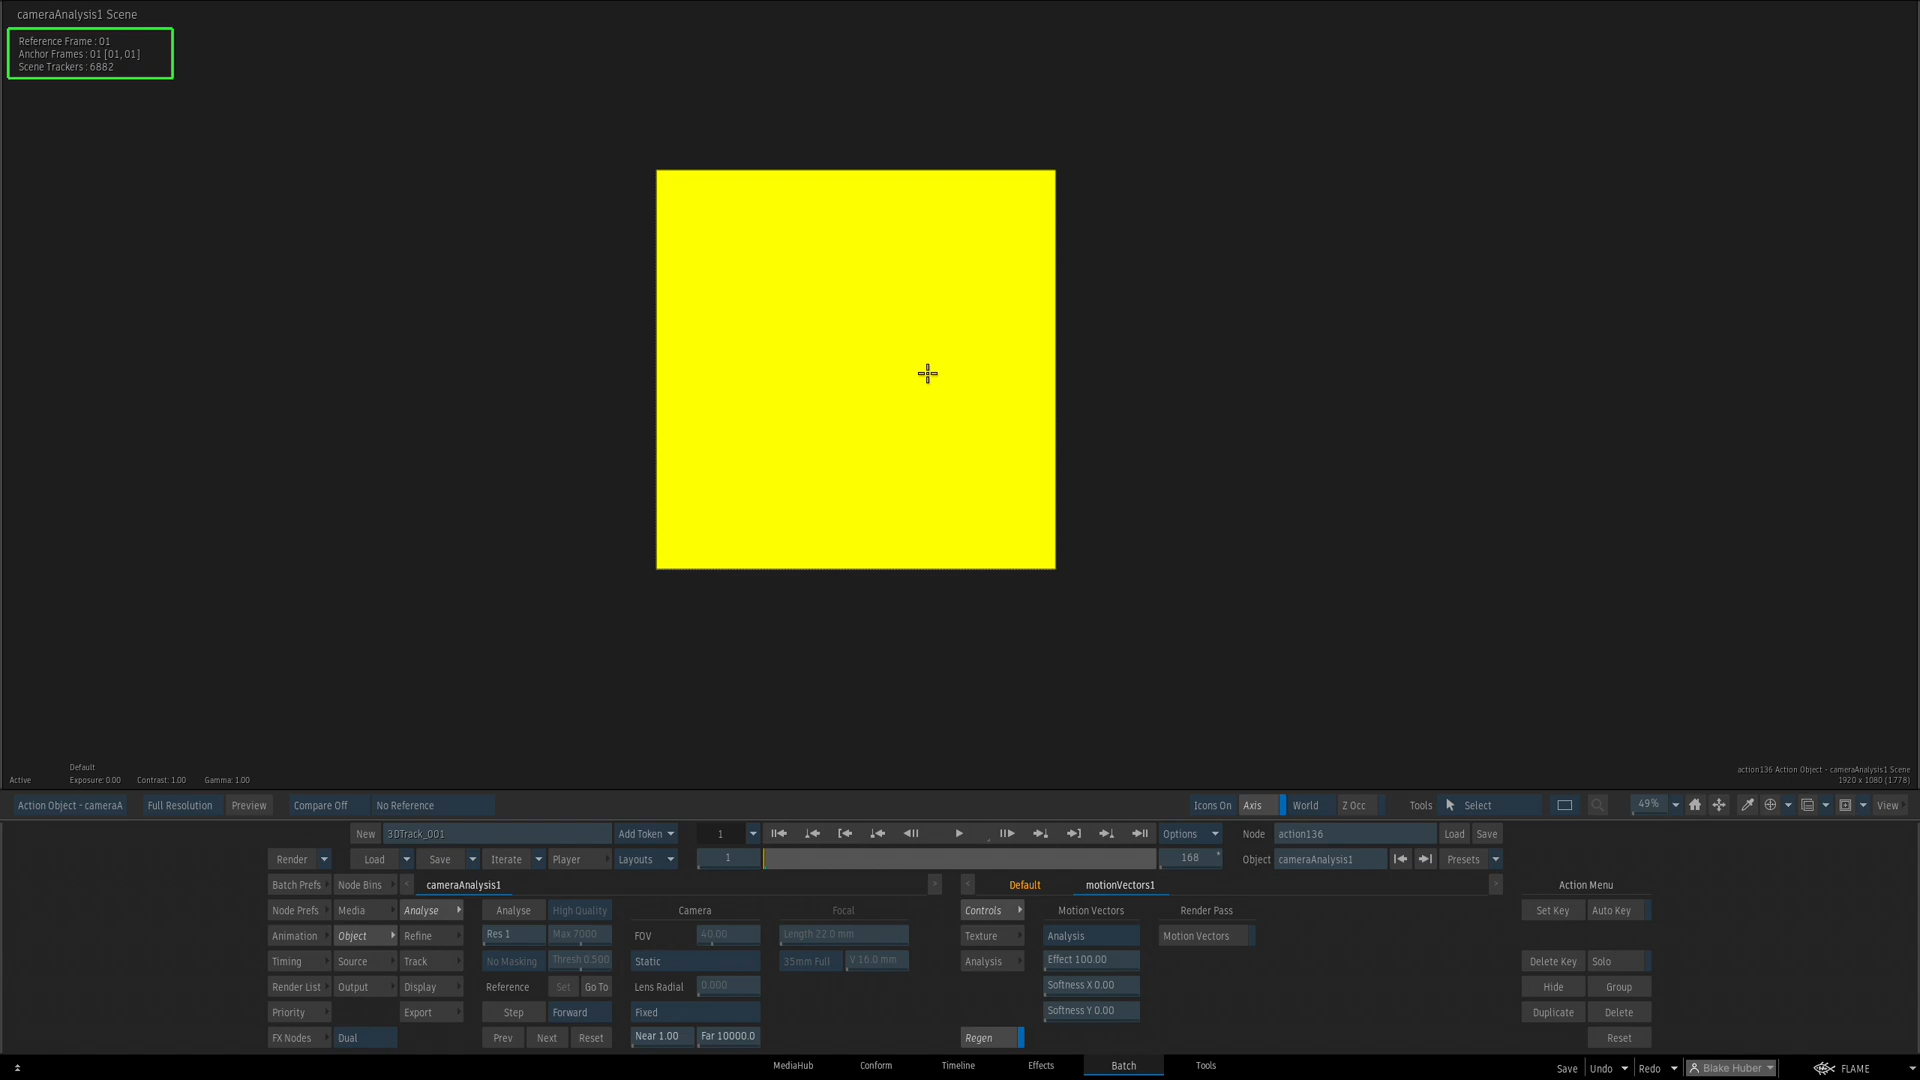 cameraAnalysis1 Scene
Reference Frame : 01
Anchor Frames : 01 [01, 01]
Scene Trackers : 6882
Default
Active Exposure: 0.00 Contrast: 1.00 Gamma: 1.00
action136 Action Object - cameraAnalysis1 Scene
1920 x 1080 (1.778)
Action Object - cameraA Full Resolution Preview Compare Off No Reference Icons On Axis World Z Occ Tools Select 49% View
New 3DTrack_001 Add Token 1 Options Node action136 Load Save
Render Load Save Iterate Player Layouts 1 168 Object cameraAnalysis1 Presets
Batch Prefs Node Bins cameraAnalysis1 Default motionVectors1 Action Menu
Node Prefs Media Analyse Analyse High Quality Camera Focal Controls Motion Vectors Render Pass Set Key Auto Key
Animation Object Refine Res 1 Max 7000 FOV 40.00 Length 22.0 mm Texture Analysis Motion Vectors
Timing Source Track No Masking Thresh 0.500 Static 35mm Full V 16.0 mm Analysis Effect 100.00 Delete Key Solo
Render List Output Display Reference Set Go To Lens Radial 0.000 Softness X 0.00 Hide Group
Priority Export Step Forward Fixed Softness Y 0.00 Duplicate Delete
FX Nodes Dual Prev Next Reset Near 1.00 Far 10000.0 Regen Reset
MediaHub Conform Timeline Effects Batch Tools Save Undo Redo Blake Huber FLAME